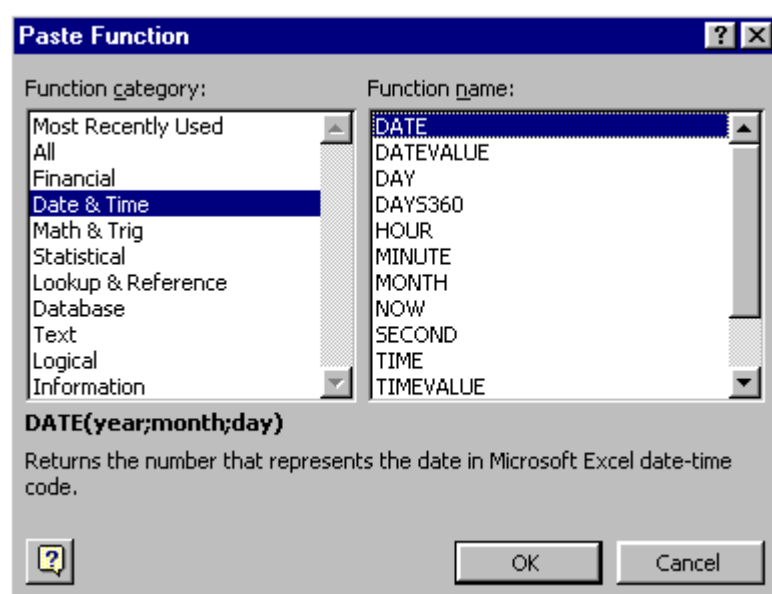 Paste Function
Function category:
Function name:
Most Recently Used
All
Financial
Date & Time
Math & Trig
Statistical
Lookup & Reference
Database
Text
Logical
Information
DATE
DATEVALUE
DAY
DAYS360
HOUR
MINUTE
MONTH
NOW
SECOND
TIME
TIMEVALUE
DATE(year;month;day)
Returns the number that represents the date in Microsoft Excel date-time
code.
OK
Cancel